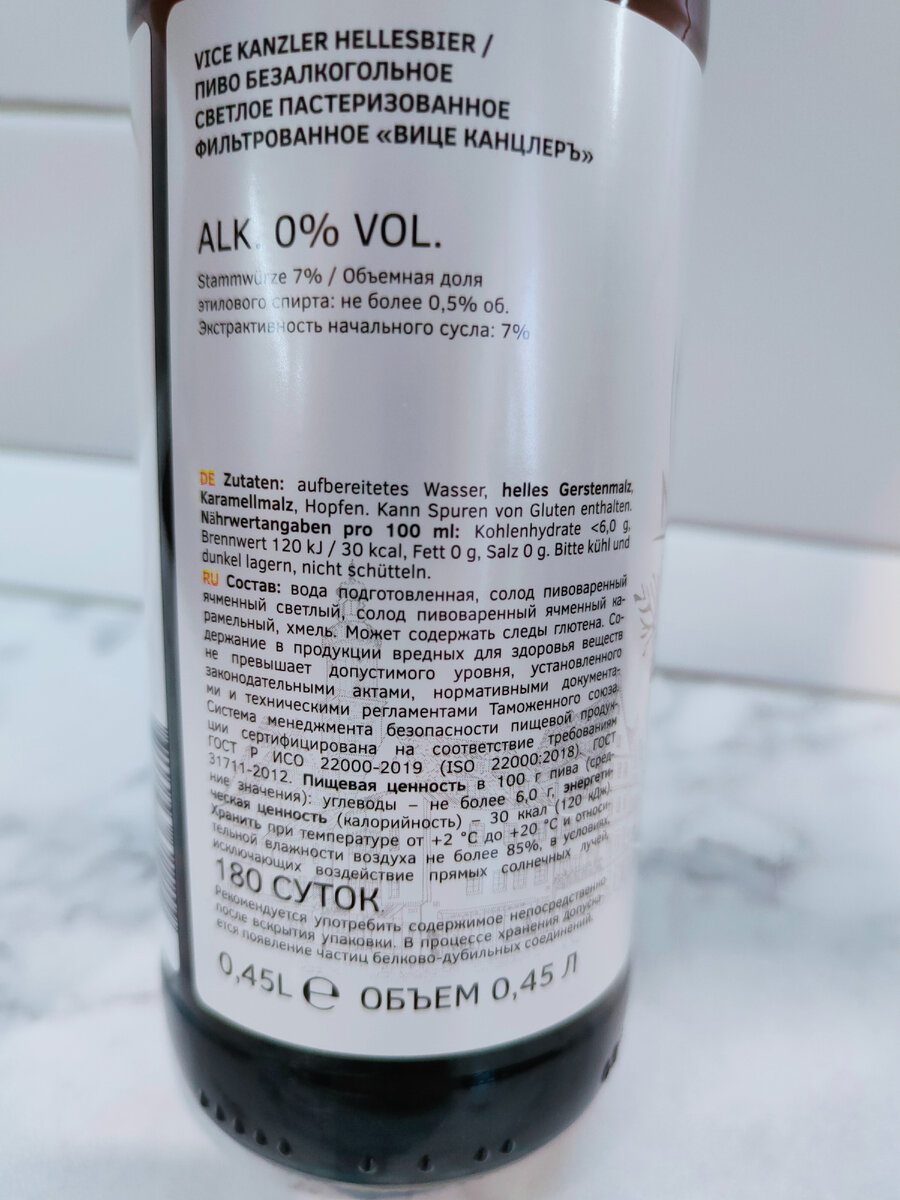 VICE KANZLER HELLESBIER /
ПИВО БЕЗАЛКОГОЛЬНОЕ
СВЕТЛОЕ ПАСТЕРИЗОВАННОЕ
ФИЛЬТРОВАННОЕ «ВИЦЕ КАНЦЛЕРЪ»
ALK. 0% VOL.
Stammwürze 7% / Объемная доля
этилового спирта: не более 0,5% об.
Экстрактивность начального сусла: 7%
DE Zutaten: aufbereitetes Wasser, helles Gerstenmalz,
Karamellmalz, Hopfen. Kann Spuren von Gluten enthalten.
Nährwertangaben pro 100 ml: Kohlenhydrate <6,0 g,
Brennwert 120 kJ / 30 kcal, Fett 0 g, Salz 0 g. Bitte kühl und
dunkel lagern, nicht schütteln.
RU Состав: вода подготовленная, солод пивоваренный
ячменный светлый, солод пивоваренный ячменный ка-
рамельный, хмель. Может содержать следы глютена. Со-
держание в продукции вредных для здоровья веществ
не превышает допустимого уровня, установленного
законодательными актами, нормативными документа-
ми и техническими регламентами Таможенного союза.
Система менеджмента безопасности пищевой продук-
ции сертифицирована на соответствие требованиям
ГОСТ Р ИСО 22000-2019 (ISO 22000:2018). ГОСТ
31711-2012. Пищевая ценность в 100 г пива (сред-
ние значения): углеводы – не более 6,0 г, энергети-
ческая ценность (калорийность) – 30 ккал (120 кДж).
Хранить при температуре от +2 °С до +20 °С и относи-
тельной влажности воздуха не более 85%, в условиях,
исключающих воздействие прямых солнечных лучей,
180 СУТОК.
Рекомендуется употребить содержимое непосредственно
после вскрытия упаковки. В процессе хранения допуска-
ется появление частиц белково-дубильных соединений.
0,45L ℮ ОБЪЕМ 0,45 Л